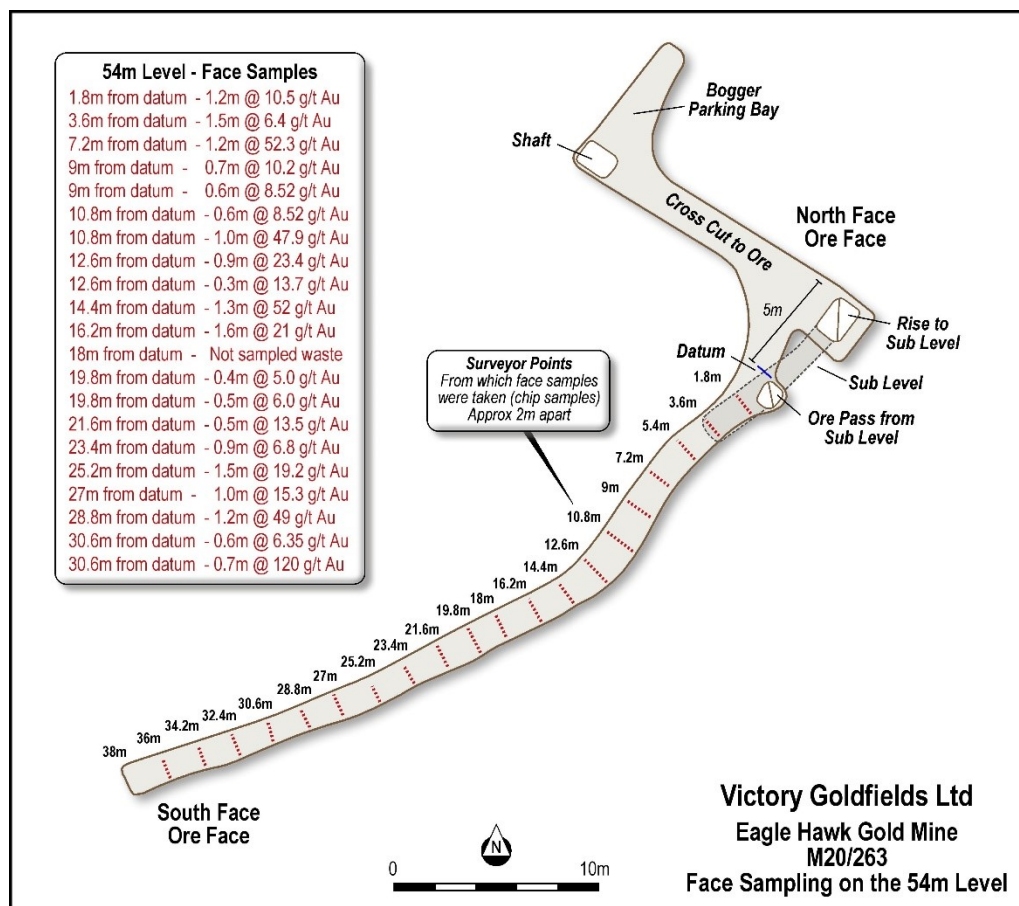 54m Level - Face Samples
1.8m from datum - 1.2m @ 10.5 g/t Au
3.6m from datum - 1.5m @ 6.4 g/t Au
7.2m from datum - 1.2m @ 52.3 g/t Au
9m from datum - 0.7m @ 10.2 g/t Au
9m from datum - 0.6m @ 8.52 g/t Au
10.8m from datum - 0.6m @ 8.52 g/t Au
10.8m from datum - 1.0m @ 47.9 g/t Au
12.6m from datum - 0.9m @ 23.4 g/t Au
12.6m from datum - 0.3m @ 13.7 g/t Au
14.4m from datum - 1.3m @ 52 g/t Au
16.2m from datum - 1.6m @ 21 g/t Au
18m from datum - Not sampled waste
19.8m from datum - 0.4m @ 5.0 g/t Au
19.8m from datum - 0.5m @ 6.0 g/t Au
21.6m from datum - 0.5m @ 13.5 g/t Au
23.4m from datum - 0.9m @ 6.8 g/t Au
25.2m from datum - 1.5m @ 19.2 g/t Au
27m from datum - 1.0m @ 15.3 g/t Au
28.8m from datum - 1.2m @ 49 g/t Au
30.6m from datum - 0.6m @ 6.35 g/t Au
30.6m from datum - 0.7m @ 120 g/t Au
Bogger
Parking Bay
Shaft
Cross Cut to Ore
North Face
Ore Face
5m
Rise to
Sub Level
Datum
Sub Level
Ore Pass from
Sub Level
Surveyor Points
From which face samples
were taken (chip samples)
Approx 2m apart
1.8m
3.6m
5.4m
7.2m
9m
10.8m
12.6m
14.4m
16.2m
18m
19.8m
21.6m
23.4m
25.2m
27m
28.8m
30.6m
32.4m
34.2m
36m
38m
South Face
Ore Face
N
0
10m
Victory Goldfields Ltd
Eagle Hawk Gold Mine
M20/263
Face Sampling on the 54m Level